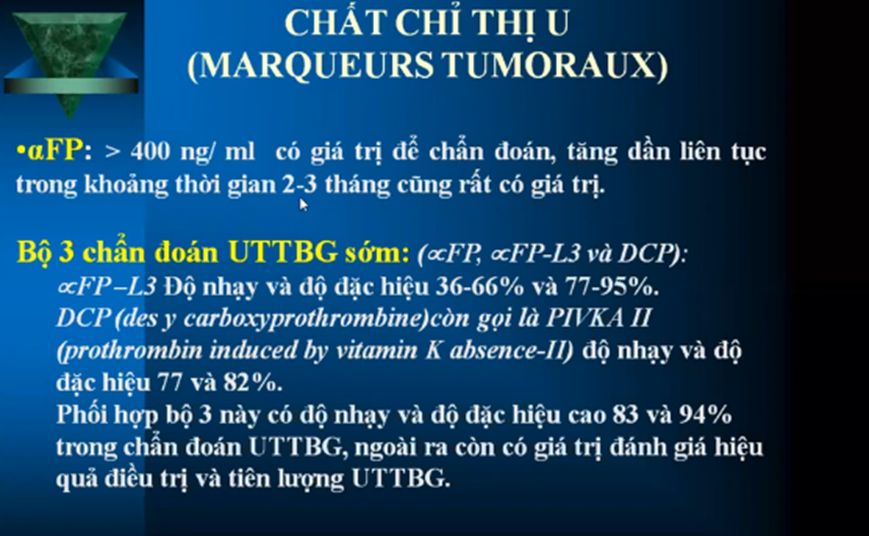 CHẤT CHỈ THỊ U
(MARQUEURS TUMORAUX)
•αFP: > 400 ng/ ml có giá trị để chẩn đoán, tăng dần liên tục
trong khoảng thời gian 2-3 tháng cũng rất có giá trị.
Bộ 3 chẩn đoán UTTBG sớm: (∝FP, ∝FP-L3 và DCP):
∝FP–L3 Độ nhạy và độ đặc hiệu 36-66% và 77-95%.
DCP (des y carboxyprothrombine)còn gọi là PIVKA II
(prothrombin induced by vitamin K absence-II) độ nhạy và độ
đặc hiệu 77 và 82%.
Phối hợp bộ 3 này có độ nhạy và độ đặc hiệu cao 83 và 94%
trong chẩn đoán UTTBG, ngoài ra còn có giá trị đánh giá hiệu
quả điều trị và tiên lượng UTTBG.